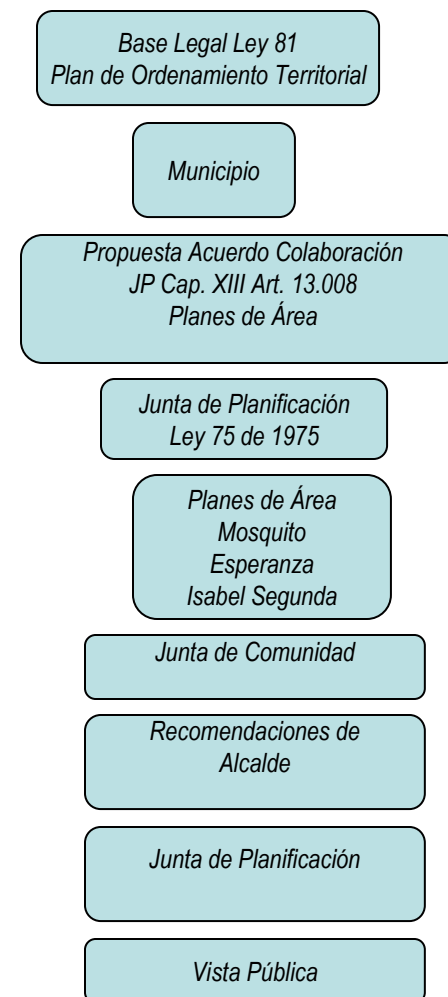 Base Legal Ley 81
Plan de Ordenamiento Territorial
Municipio
Propuesta Acuerdo Colaboración
JP Cap. XIII Art. 13.008
Planes de Área
Junta de Planificación
Ley 75 de 1975
Planes de Área
Mosquito
Esperanza
Isabel Segunda
Junta de Comunidad
Recomendaciones de
Alcalde
Junta de Planificación
Vista Pública